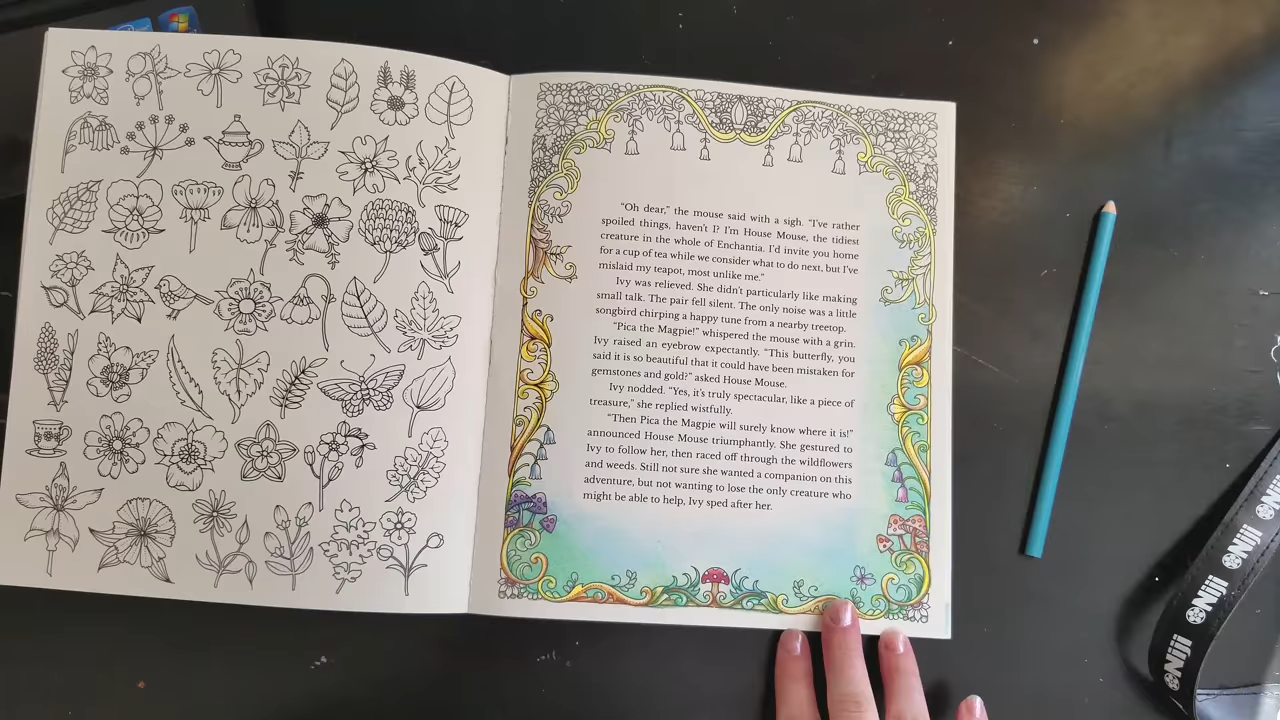 “Oh dear,” the mouse said with a sigh. “I’ve rather
spoiled things, haven’t I? I’m House Mouse, the tidiest
creature in the whole of Enchantia. I’d invite you home
for a cup of tea while we consider what to do next, but I’ve
mislaid my teapot, most unlike me.”
Ivy was relieved. She didn’t particularly like making
small talk. The pair fell silent. The only noise was a little
songbird chirping a happy tune from a nearby treetop.
“Pica the Magpie!” whispered the mouse with a grin.
Ivy raised an eyebrow expectantly. “This butterfly, you
said it is so beautiful that it could have been mistaken for
gemstones and gold?” asked House Mouse.
Ivy nodded. “Yes, it’s truly spectacular, like a piece of
treasure,” she replied wistfully.
“Then Pica the Magpie will surely know where it is!”
announced House Mouse triumphantly. She gestured to
Ivy to follow her, then raced off through the wildflowers
and weeds. Still not sure she wanted a companion on this
adventure, but not wanting to lose the only creature who
might be able to help, Ivy sped after her.
Niji
Niji
Niji
Niji